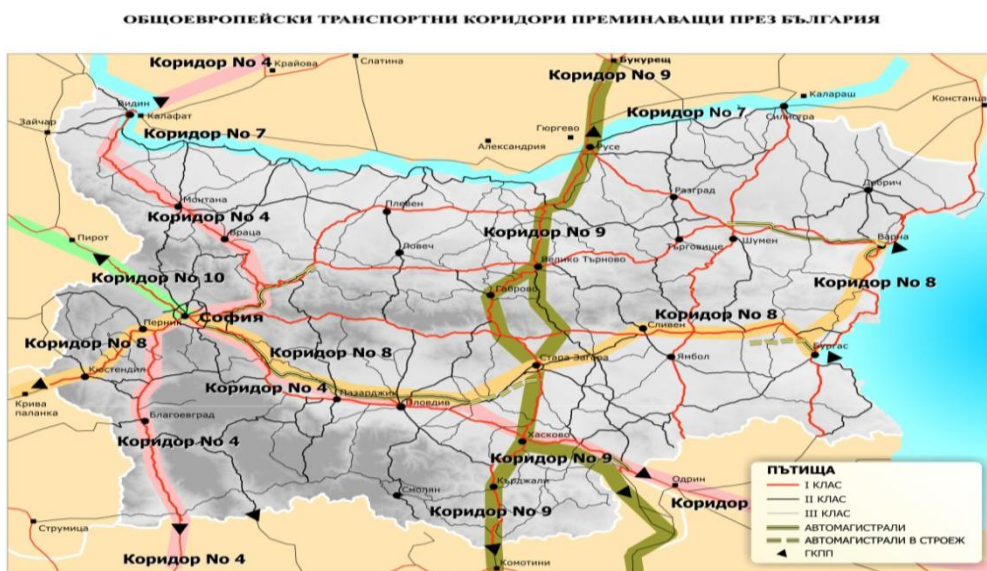 ОБЩОЕВРОПЕЙСКИ ТРАНСПОРТНИ КОРИДОРИ ПРЕМИНАВАЩИ ПРЕЗ БЪЛГАРИЯ
Коридор No 4
Крайова
Слатина
Букурещ
Коридор No 9
Видин
Калафат
Зайчар
Коридор No 7
Гюргево
Александрия
Русе
Коридор No 7
Калараш
Силистра
Констанца
Монтана
Коридор No 4
Враца
Плевен
Ловеч
Коридор No 9
Разград
Търговище
Шумен
Добрич
Варна
Пирот
Коридор No 10
Велико Търново
Габрово
Коридор No 8
София
Перник
Коридор No 8
Кюстендил
Крива
паланка
Коридор No 8
Сливен
Коридор No 8
Бургас
Ямбол
Стара Загора
Коридор No 4
Пазарджик
Пловдив
Благоевград
Коридор No 4
Хасково
Коридор No 9
Одрин
Коридор
Кърджали
Смолян
Коридор No 9
Струмица
Коридор No 4
Комотини
ПЪТИЩА
I КЛАС
II КЛАС
III КЛАС
АВТОМАГИСТРАЛИ
АВТОМАГИСТРАЛИ В СТРОЕЖ
ГКПП